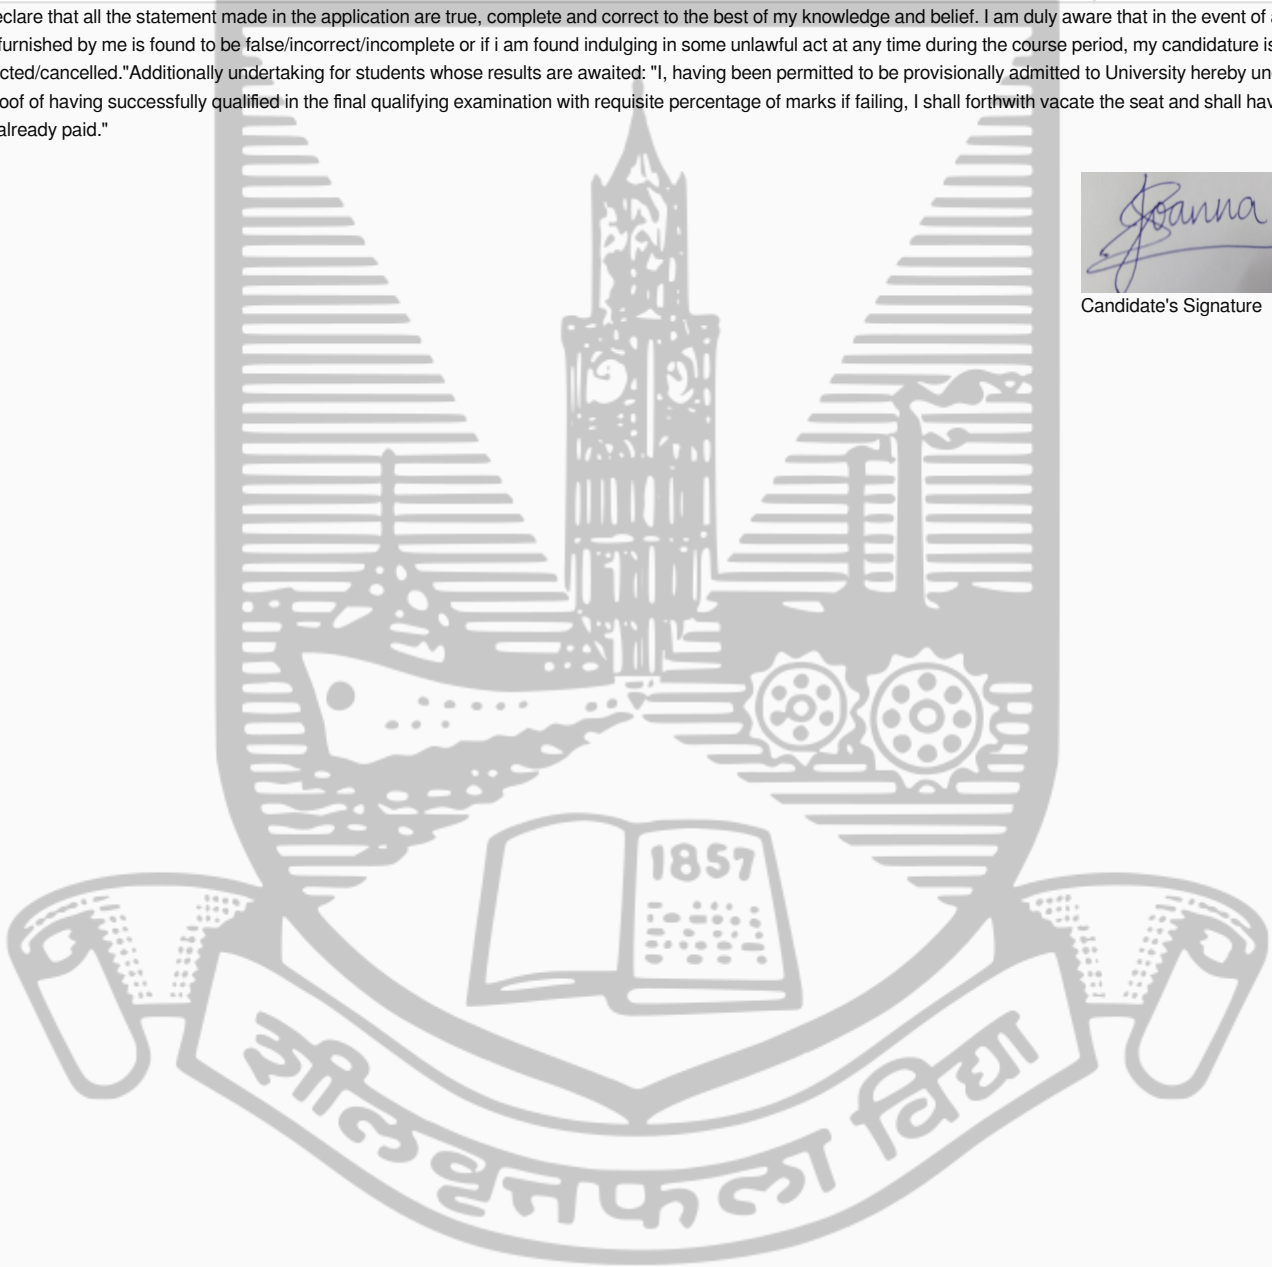 eclare that all the statement made in the application are true, complete and correct to the best of my knowledge and belief. I am duly aware that in the event of
furnished by me is found to be false/incorrect/incomplete or if i am found indulging in some unlawful act at any time during the course period, my candidature is
cted/cancelled."Additionally undertaking for students whose results are awaited: "I, having been permitted to be provisionally admitted to University hereby un
oof of having successfully qualified in the final qualifying examination with requisite percentage of marks if failing, I shall forthwith vacate the seat and shall hav
already paid."
Joanna
Candidate's Signature
1857
शीलवृत्तफला विद्या